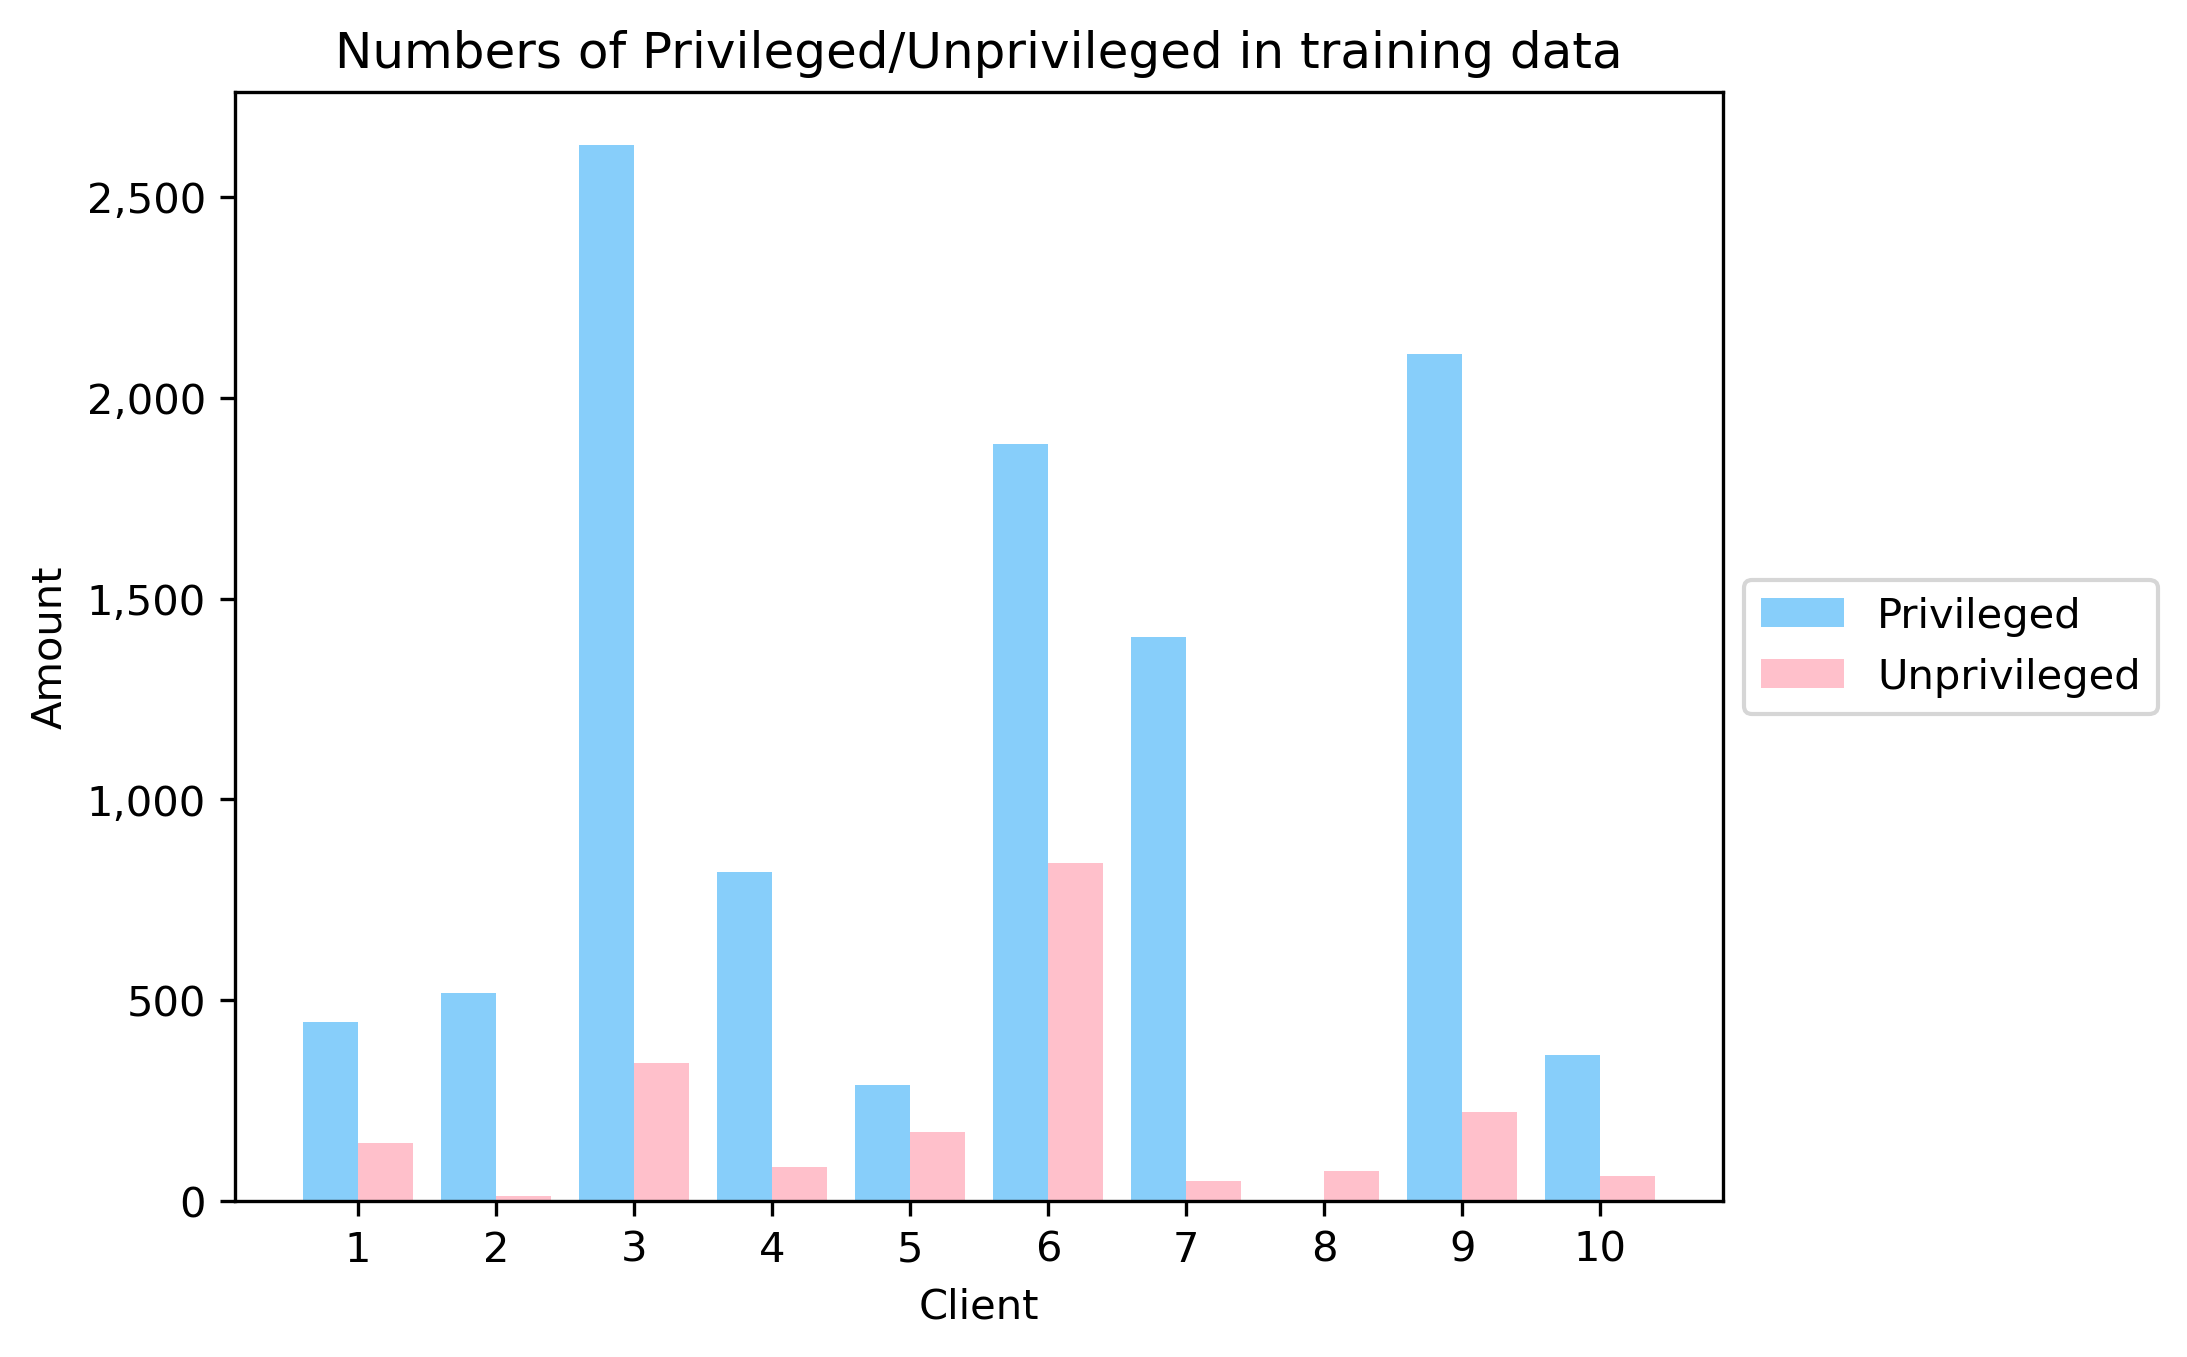 Numbers of Privileged/Unprivileged in training data
2,500
2,000
1,500
1,000
500
0
Amount
1 2 3 4 5 6 7 8 9 10
Client
Privileged
Unprivileged